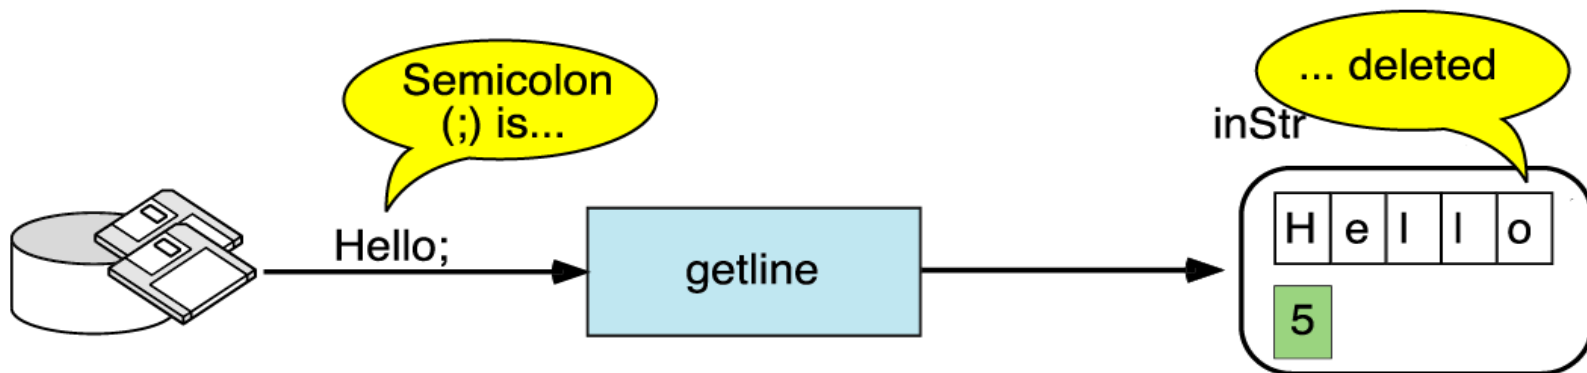 Semicolon
(;) is...
... deleted
inStr
Hello;
getline
H e l l o
5